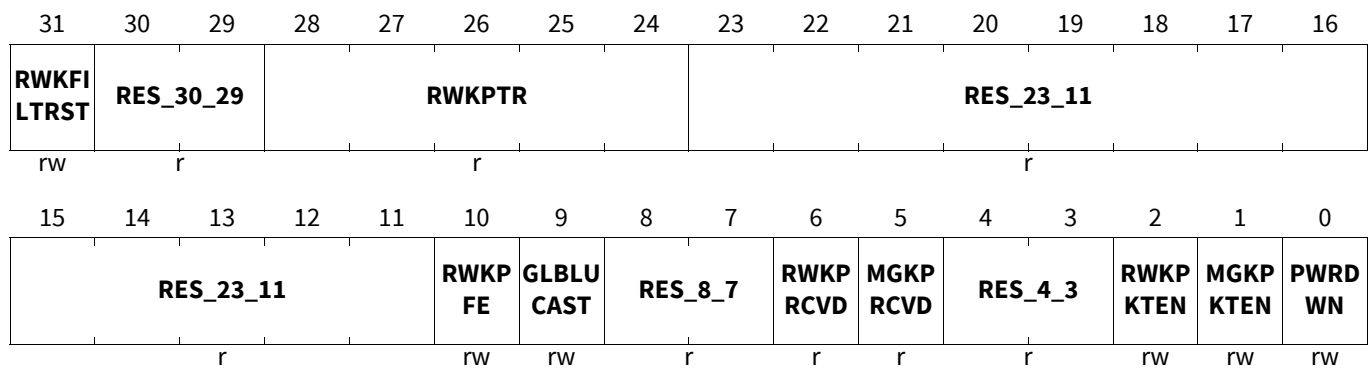 31 30 29 28 27 26 25 24 23 22 21 20 19 18 17 16
RWKFI
LTRST RES_30_29 RWKPTR RES_23_11
rw r r r
15 14 13 12 11 10 9 8 7 6 5 4 3 2 1 0
RES_23_11 RWKP GLBLU RES_8_7 RWKP MGKP RES_4_3 RWKP MGKP PWRD
FE UCAST RCVD RCVD KTEN PKTEN WN
r rw rw r r r r rw rw rw